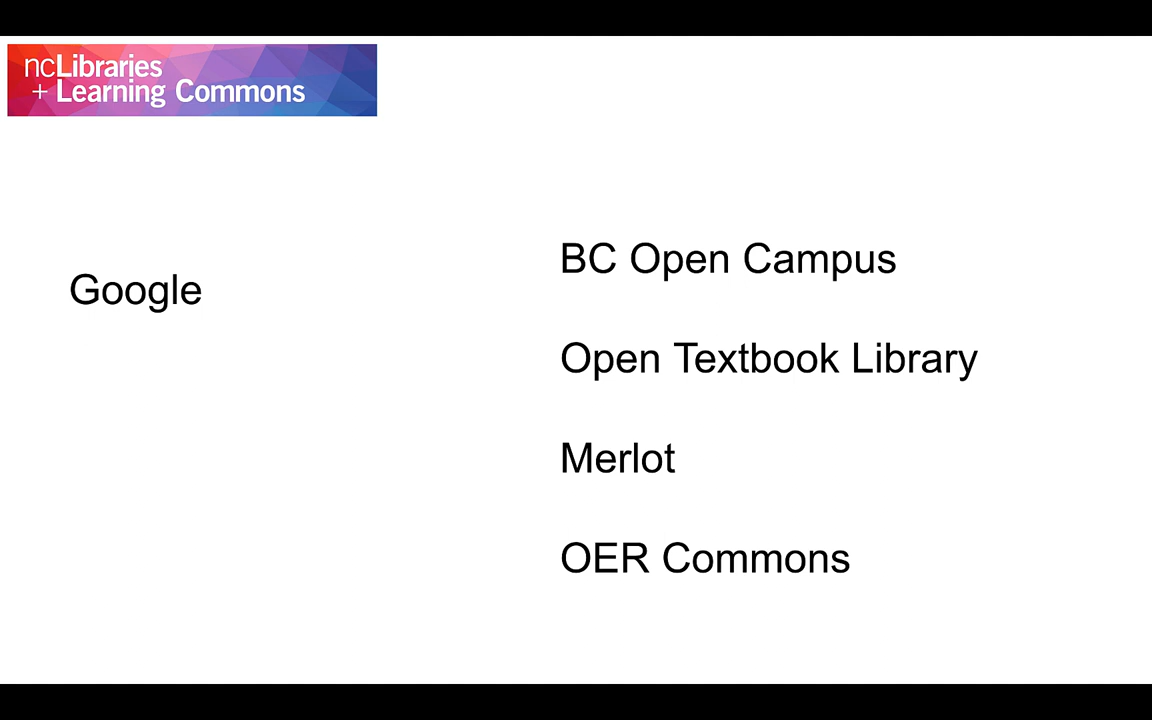 ncLibraries
+ Learning Commons
Google
BC Open Campus
Open Textbook Library
Merlot
OER Commons